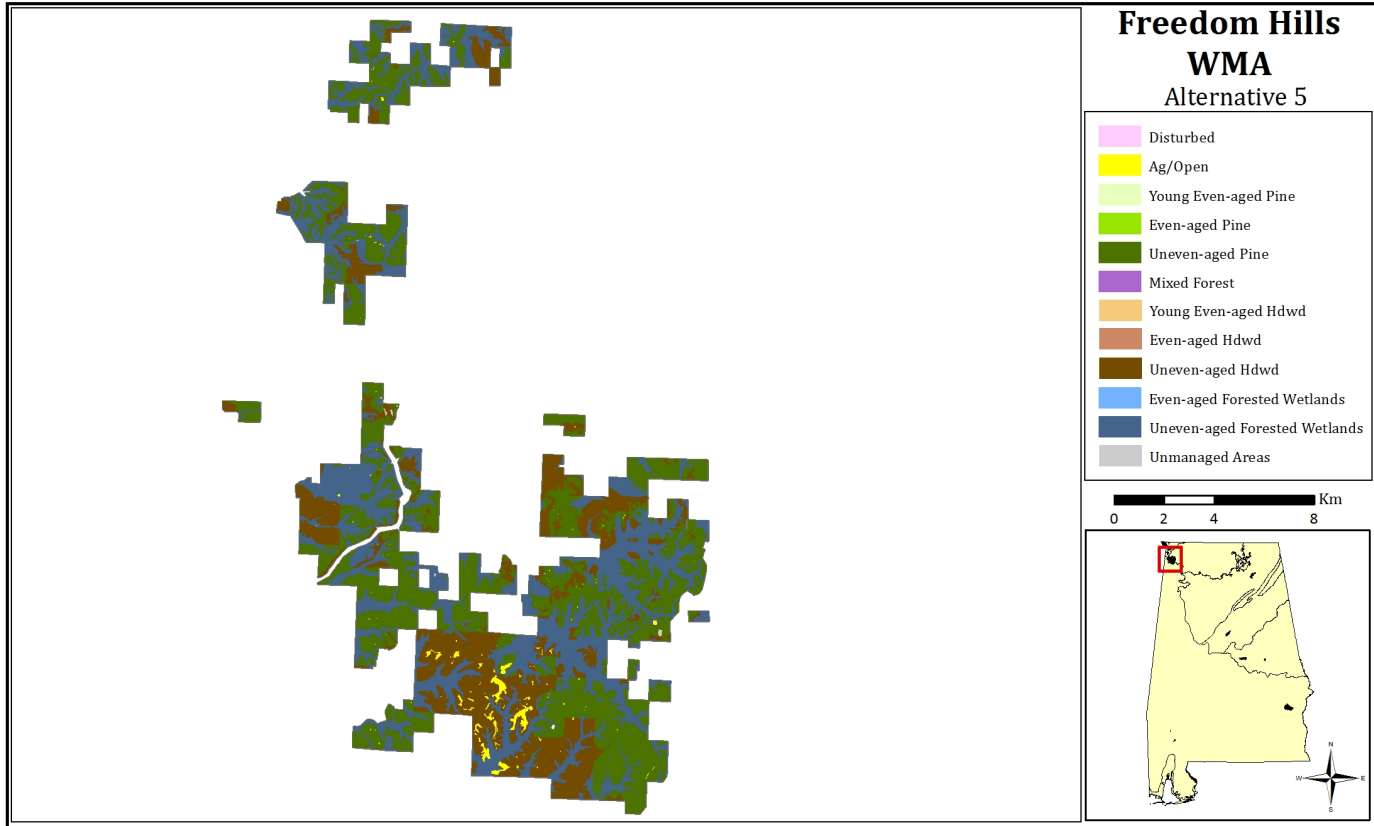 Freedom Hills
WMA
Alternative 5
Disturbed
Ag/Open
Young Even-aged Pine
Even-aged Pine
Uneven-aged Pine
Mixed Forest
Young Even-aged Hdwd
Even-aged Hdwd
Uneven-aged Hdwd
Even-aged Forested Wetlands
Uneven-aged Forested Wetlands
Unmanaged Areas
Km
0 2 4 8
N
W E
S